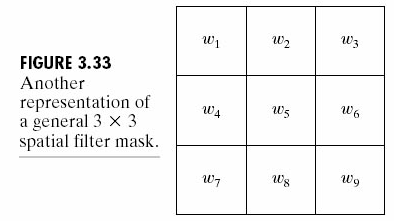 FIGURE 3.33
Another
representation of
a general 3 × 3
spatial filter mask.
w₁ w₂ w₃
w₄ w₅ w₆
w₇ w₈ w₉